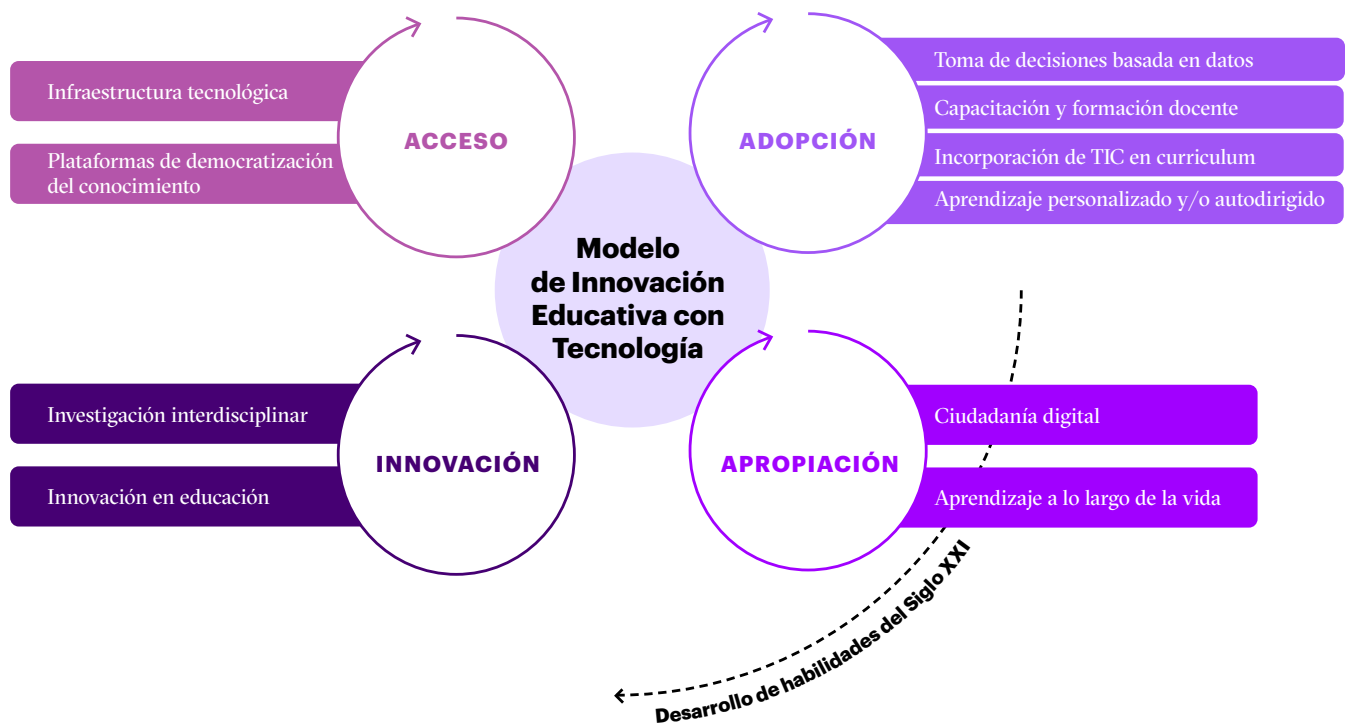 ACCESO
Infraestructura tecnológica
Plataformas de democratización
del conocimiento
ADOPCIÓN
Toma de decisiones basada en datos
Capacitación y formación docente
Incorporación de TIC en curriculum
Aprendizaje personalizado y/o autodirigido
Modelo
de Innovación
Educativa con
Tecnología
INNOVACIÓN
Investigación interdisciplinar
Innovación en educación
APROPIACIÓN
Ciudadanía digital
Aprendizaje a lo largo de la vida
Desarrollo de habilidades del Siglo XXI